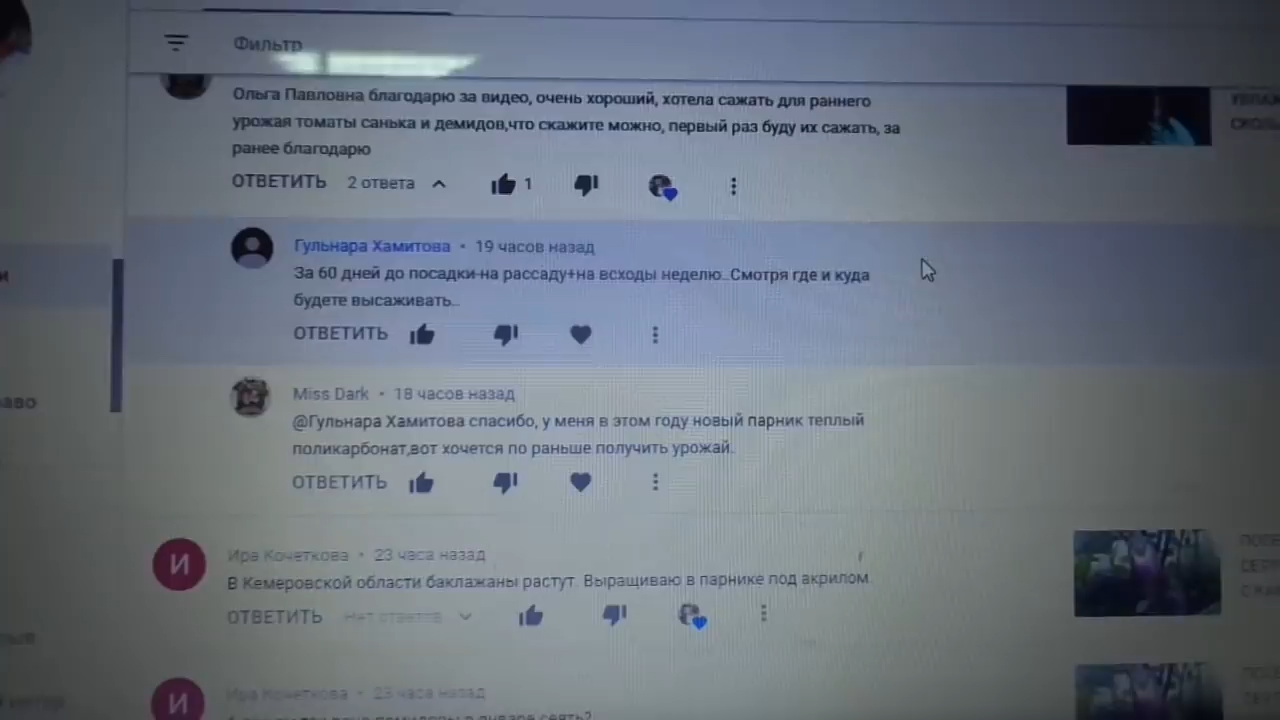 Фильтр
Ольга Павловна благодарю за видео, очень хороший, хотела сажать для раннего
урожая томаты санька и демидов,что скажите можно, первый раз буду их сажать, за
ранее благодарю
ОТВЕТИТЬ 2 ответа 1
Гульнара Хамитова • 19 часов назад
За 60 дней до посадки-на рассаду+на всходы неделю..Смотря где и куда
будете высаживать..
ОТВЕТИТЬ
Miss Dark • 18 часов назад
@Гульнара Хамитова спасибо, у меня в этом году новый парник теплый
поликарбонат,вот хочется по раньше получить урожай.
ОТВЕТИТЬ
И
Ира Кочеткова • 23 часа назад
В Кемеровской области баклажаны растут. Выращиваю в парнике под акрилом.
ОТВЕТИТЬ Нет ответов
И
Ира Кочеткова • 23 часа назад